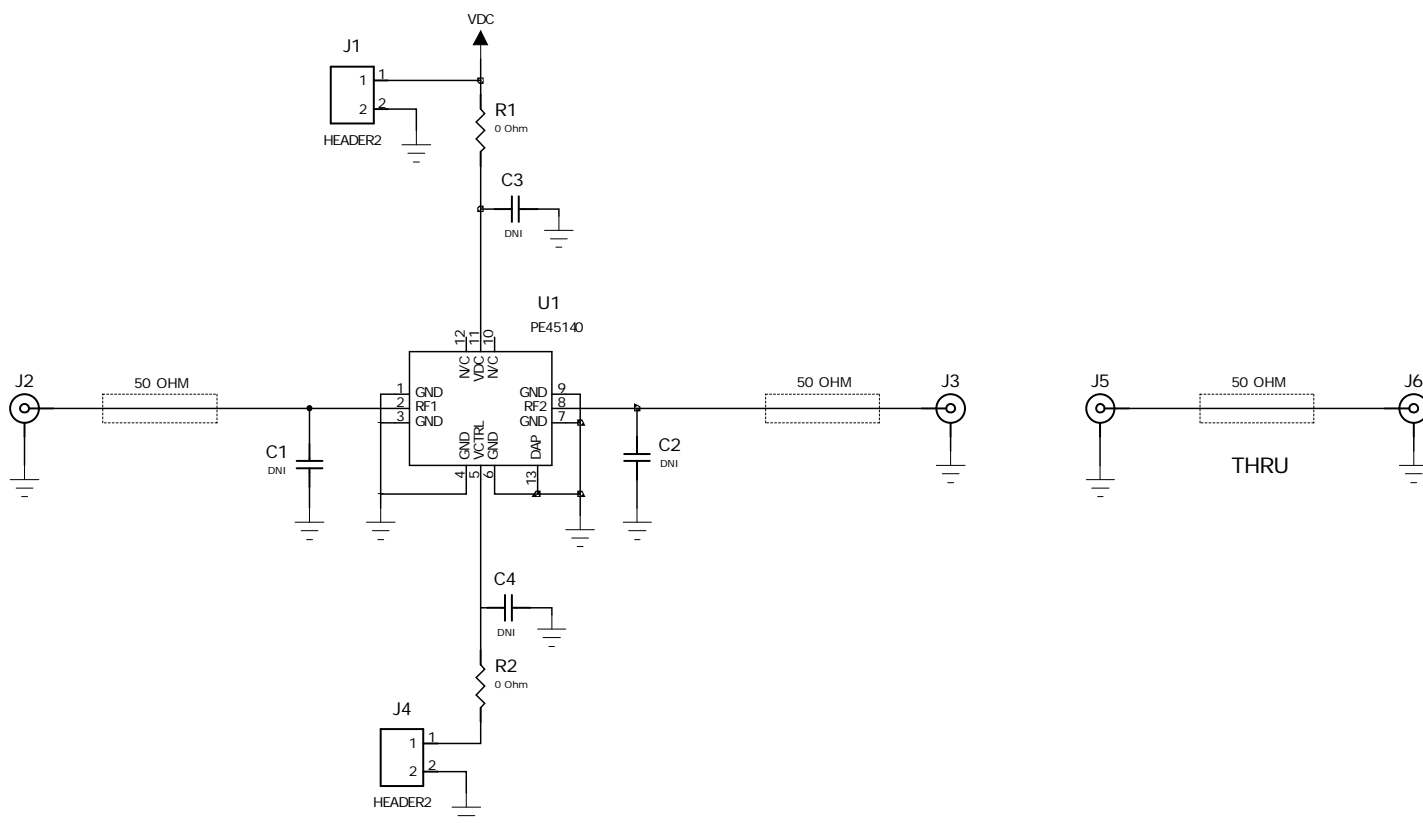 VDC
J1
1 1
2 2
HEADER2
R1
0 Ohm
C3
DNI
U1
PE45140
12 11 10
N/C VDC N/C
J2
50 OHM
1 GND
2 RF1
3 GND
GND 9
RF2 8
GND 7
GND VCTRL GND DAP
4 5 6 13
C1
DNI
C2
DNI
50 OHM
J3
J5
50 OHM
J6
THRU
C4
DNI
R2
0 Ohm
J4
1 1
2 2
HEADER2